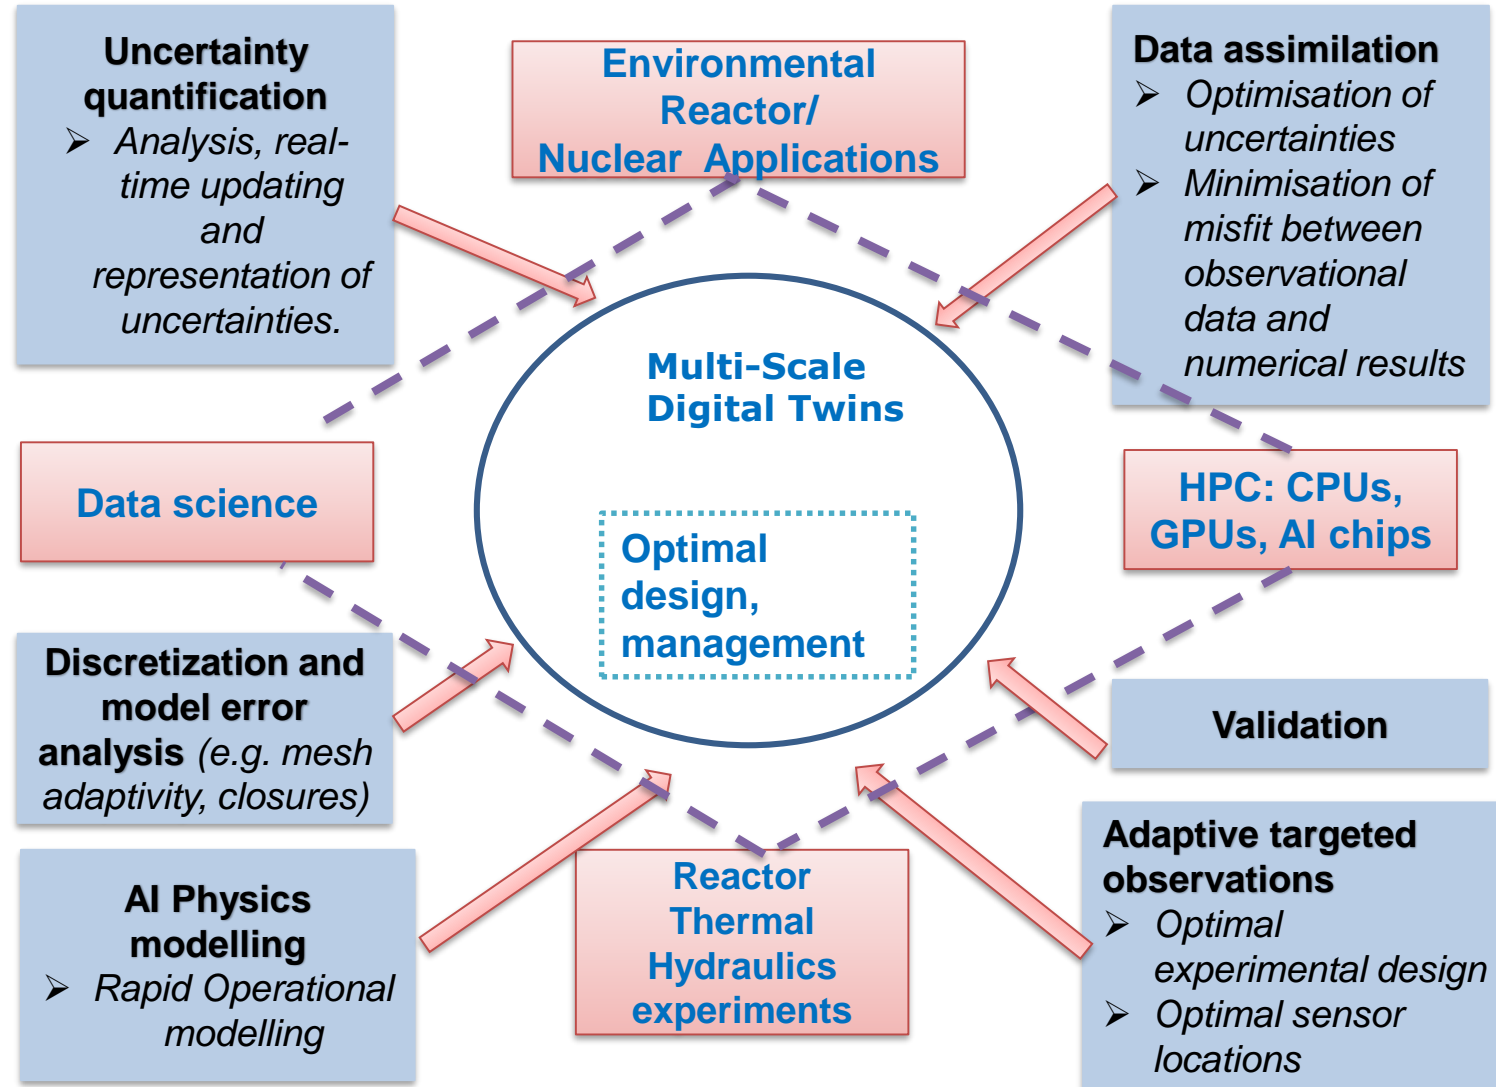 Uncertainty
quantification
➢ Analysis, real-
time updating
and
representation of
uncertainties.
Environmental
Reactor/
Nuclear Applications
Data assimilation
➢ Optimisation of
uncertainties
➢ Minimisation of
misfit between
observational
data and
numerical results
Multi-Scale
Digital Twins
Optimal
design,
management
Data science
HPC: CPUs,
GPUs, AI chips
Discretization and
model error
analysis (e.g. mesh
adaptivity, closures)
Validation
AI Physics
modelling
➢ Rapid Operational
modelling
Reactor
Thermal
Hydraulics
experiments
Adaptive targeted
observations
➢ Optimal
experimental design
➢ Optimal sensor
locations